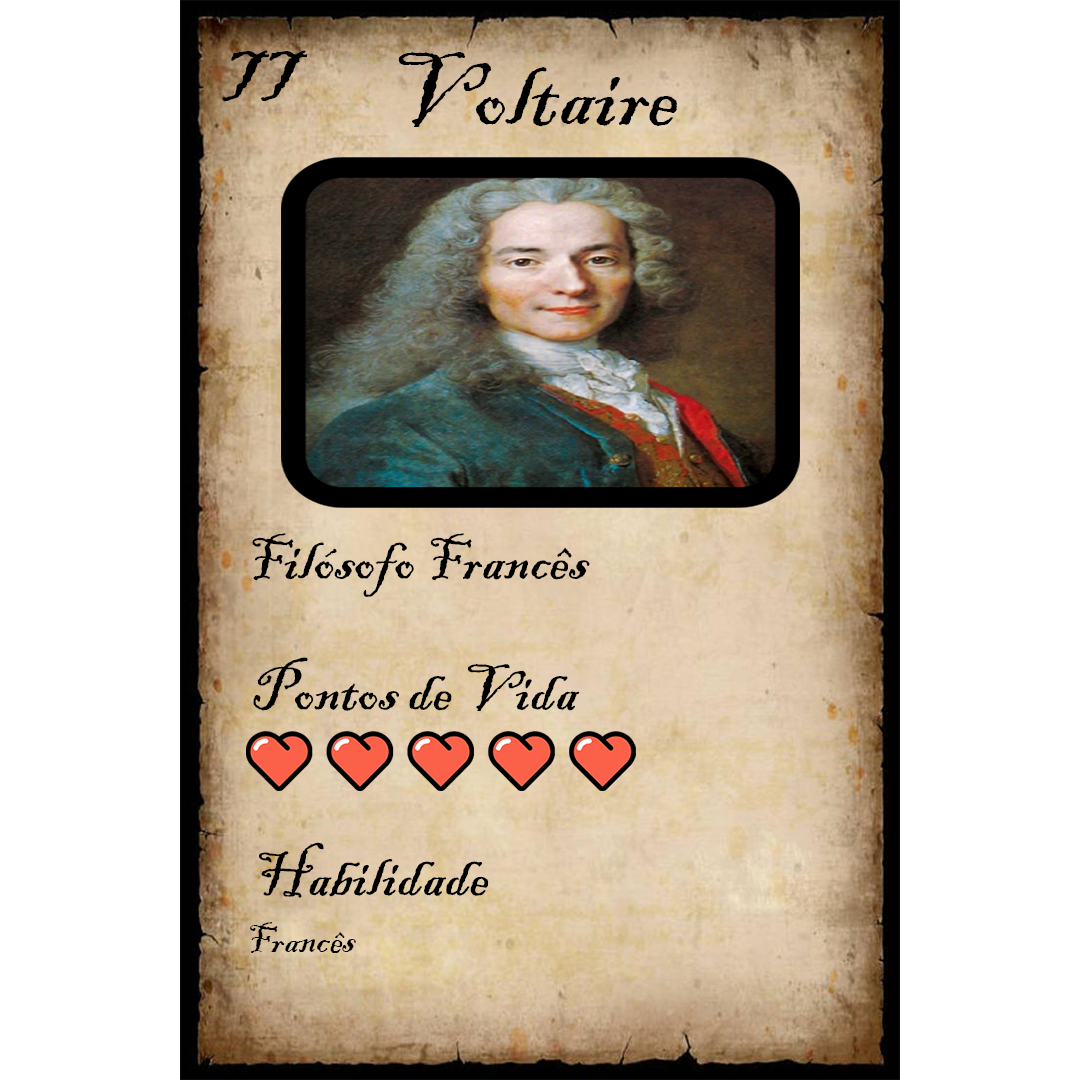 77 Voltaire
Filósofo Francês
Pontos de Vida
Habilidade
Francês